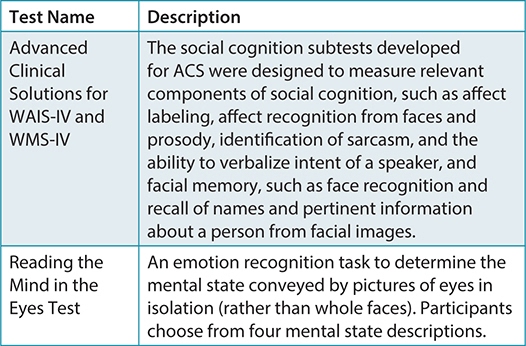 Test Name Description
Advanced The social cognition subtests developed
Clinical for ACS were designed to measure relevant
Solutions for components of social cognition, such as affect
WAIS-IV and labeling, affect recognition from faces and
WMS-IV prosody, identification of sarcasm, and the
ability to verbalize intent of a speaker, and
facial memory, such as face recognition and
recall of names and pertinent information
about a person from facial images.
Reading the An emotion recognition task to determine the
Mind in the mental state conveyed by pictures of eyes in
Eyes Test isolation (rather than whole faces). Participants
choose from four mental state descriptions.